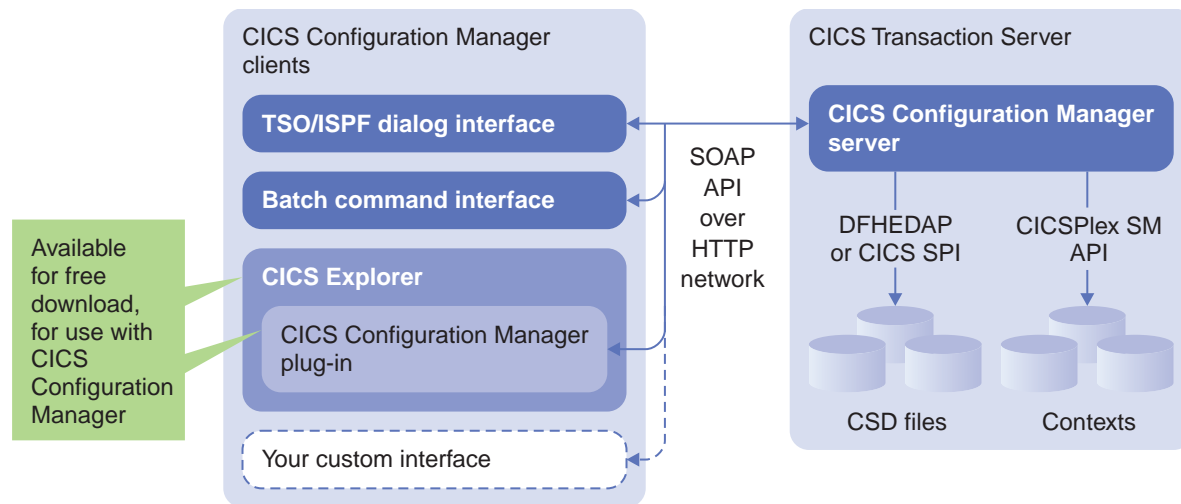 CICS Configuration Manager
clients
TSO/ISPF dialog interface
Batch command interface
CICS Explorer
CICS Configuration Manager
plug-in
Your custom interface
Available
for free
download,
for use with
CICS
Configuration
Manager
SOAP
API
over
HTTP
network
CICS Transaction Server
CICS Configuration Manager
server
DFHEDAP
or CICS SPI
CICSPlex SM
API
CSD files
Contexts